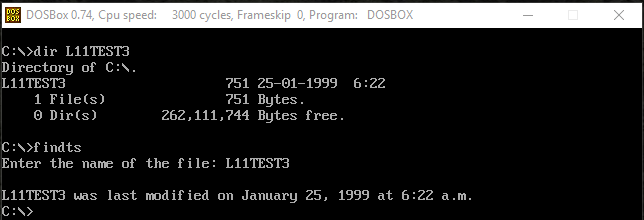 DOS
BOX
DOSBox 0.74, Cpu speed:    3000 cycles, Frameskip  0, Program:   DOSBOX
C:\>dir L11TEST3
Directory of C:\.
L11TEST3                    751 25-01-1999  6:22
    1 File(s)               751 Bytes.
    0 Dir(s)       262,111,744 Bytes free.
C:\>findts
Enter the name of the file: L11TEST3
L11TEST3 was last modified on January 25, 1999 at 6:22 a.m.
C:\>